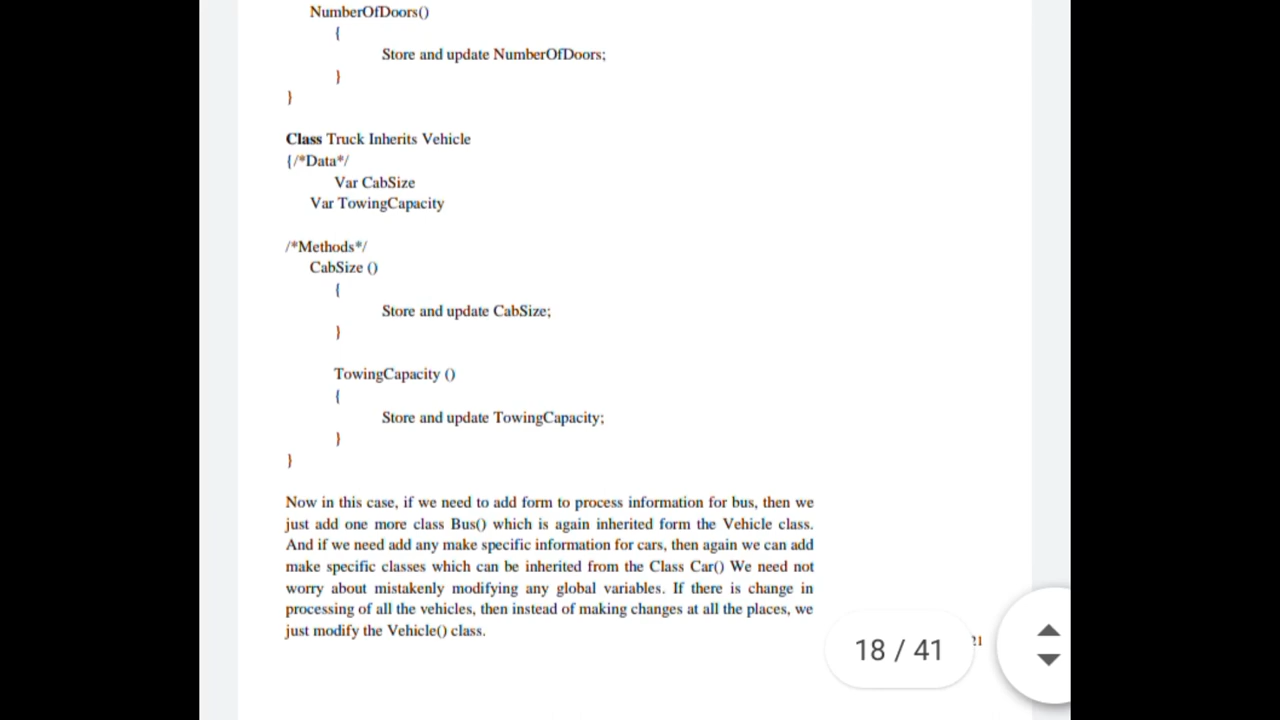 NumberOfDoors()
{
Store and update NumberOfDoors;
}
}
Class Truck Inherits Vehicle
{/*Data*/
Var CabSize
Var TowingCapacity
/*Methods*/
CabSize ()
{
Store and update CabSize;
}
TowingCapacity ()
{
Store and update TowingCapacity;
}
}
Now in this case, if we need to add form to process information for bus, then we
just add one more class Bus() which is again inherited form the Vehicle class.
And if we need add any make specific information for cars, then again we can add
make specific classes which can be inherited from the Class Car() We need not
worry about mistakenly modifying any global variables. If there is change in
processing of all the vehicles, then instead of making changes at all the places, we
just modify the Vehicle() class.
18 / 41
21